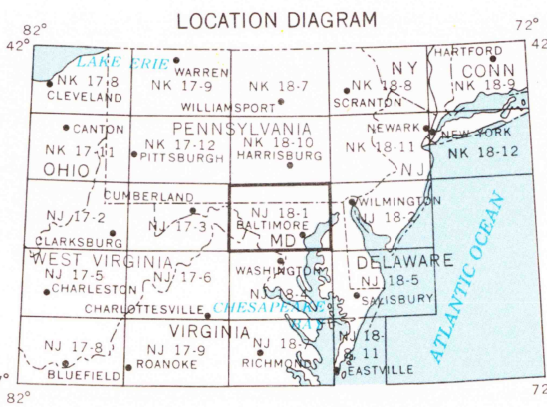 LOCATION DIAGRAM
82°
72°
42°
42°
LAKE ERIE
HARTFORD
WARREN
NY
CONN
NK 17-8
NK 17-9
NK 18-7
NK 18-8
NK 18-9
CLEVELAND
WILLIAMSPORT
SCRANTON
CANTON
PENNSYLVANIA
NEWARK
NEW YORK
NK 17-11
NK 17-12
NK 18-10
NK 18-11
NK 18-12
PITTSBURGH
HARRISBURG
OHIO
NJ
CUMBERLAND
WILMINGTON
NJ 17-2
NJ 17-3
NJ 18-1
NJ 18-2
BALTIMORE
CLARKSBURG
MD
WEST VIRGINIA
WASHINGTON
DELAWARE
NJ 17-5
NJ 17-6
NJ 18-5
CHARLESTON
SALISBURY
CHARLOTTESVILLE
CHESAPEAKE
BAY
ATLANTIC OCEAN
VIRGINIA
NJ 17-8
NJ 17-9
NJ 18-7
NJ 18-
11
BLUEFIELD
ROANOKE
RICHMOND
EASTVILLE
82°
72°